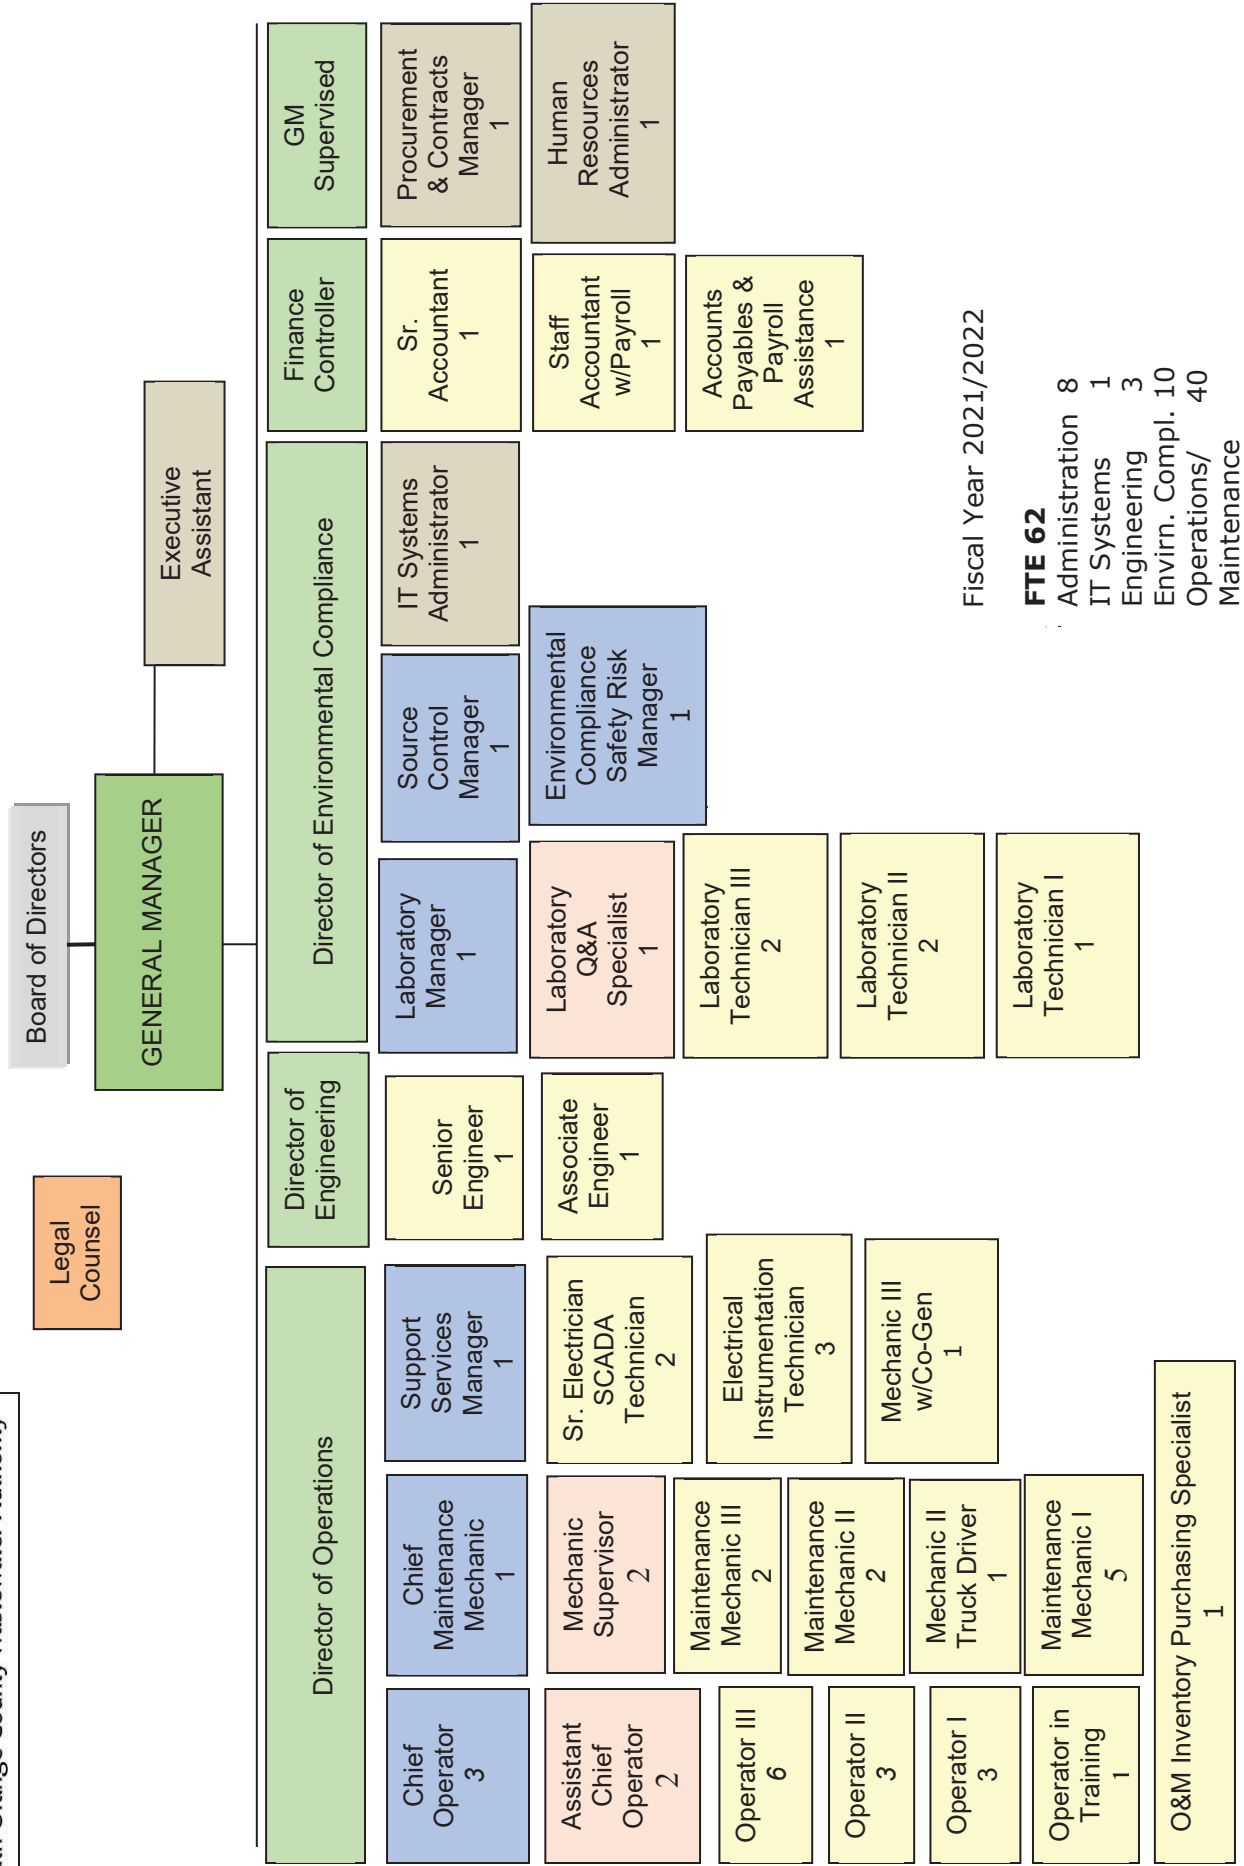 Orange County Wastewater Authority
Board of Directors
Legal
Counsel
GENERAL MANAGER
Executive
Assistant
Director of Operations
Director of
Engineering
Director of Environmental Compliance
Finance
Controller
GM
Supervised
Chief
Operator
3
Assistant
Chief
Operator
2
Operator III
6
Operator II
3
Operator I
3
Operator in
Training
1
Chief
Maintenance
Mechanic
1
Mechanic
Supervisor
2
Maintenance
Mechanic III
2
Maintenance
Mechanic II
2
Mechanic II
Truck Driver
1
Maintenance
Mechanic I
5
O&M Inventory Purchasing Specialist
1
Support
Services
Manager
1
Sr. Electrician
SCADA
Technician
2
Electrical
Instrumentation
Technician
3
Mechanic III
w/Co-Gen
1
Senior
Engineer
1
Associate
Engineer
1
Laboratory
Manager
1
Laboratory
Q&A
Specialist
1
Laboratory
Technician III
2
Laboratory
Technician II
2
Laboratory
Technician I
1
Source
Control
Manager
1
Environmental
Compliance
Safety Risk
Manager
1
IT Systems
Administrator
1
Sr.
Accountant
1
Staff
Accountant
w/Payroll
1
Accounts
Payables &
Payroll
Assistance
1
Procurement
& Contracts
Manager
1
Human
Resources
Administrator
1
Fiscal Year 2021/2022
FTE 62
Administration 8
IT Systems 1
Engineering 3
Envirn. Compl. 10
Operations/ 40
Maintenance